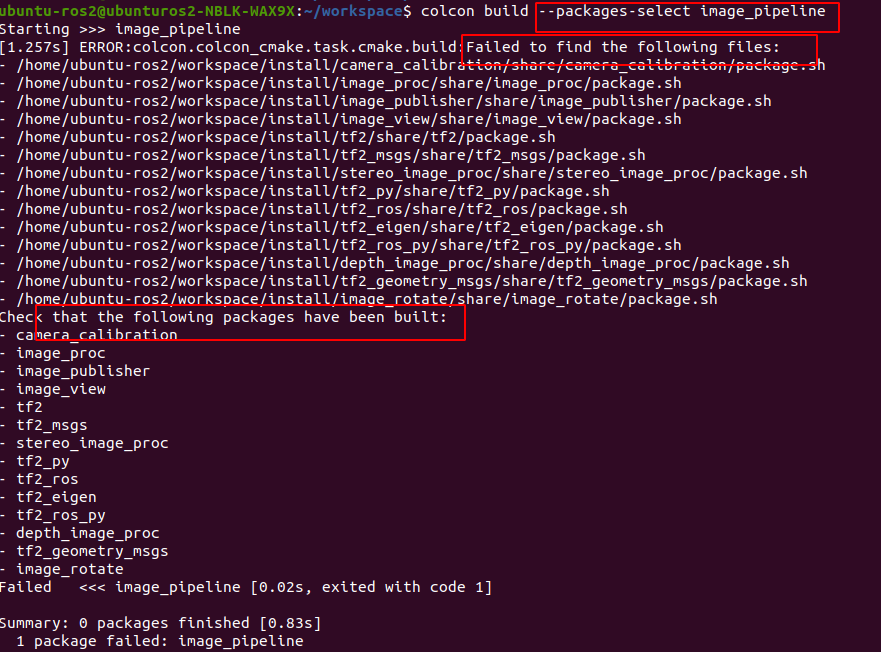 ubuntu-ros2@ubunturos2-NBLK-WAX9X:~/workspace$ colcon build --packages-select image_pipeline
Starting >>> image_pipeline
[1.257s] ERROR:colcon.colcon_cmake.task.cmake.build:Failed to find the following files:
- /home/ubuntu-ros2/workspace/install/camera_calibration/share/camera_calibration/package.sh
- /home/ubuntu-ros2/workspace/install/image_proc/share/image_proc/package.sh
- /home/ubuntu-ros2/workspace/install/image_publisher/share/image_publisher/package.sh
- /home/ubuntu-ros2/workspace/install/image_view/share/image_view/package.sh
- /home/ubuntu-ros2/workspace/install/tf2/share/tf2/package.sh
- /home/ubuntu-ros2/workspace/install/tf2_msgs/share/tf2_msgs/package.sh
- /home/ubuntu-ros2/workspace/install/stereo_image_proc/share/stereo_image_proc/package.sh
- /home/ubuntu-ros2/workspace/install/tf2_py/share/tf2_py/package.sh
- /home/ubuntu-ros2/workspace/install/tf2_ros/share/tf2_ros/package.sh
- /home/ubuntu-ros2/workspace/install/tf2_eigen/share/tf2_eigen/package.sh
- /home/ubuntu-ros2/workspace/install/tf2_ros_py/share/tf2_ros_py/package.sh
- /home/ubuntu-ros2/workspace/install/depth_image_proc/share/depth_image_proc/package.sh
- /home/ubuntu-ros2/workspace/install/tf2_geometry_msgs/share/tf2_geometry_msgs/package.sh
- /home/ubuntu-ros2/workspace/install/image_rotate/share/image_rotate/package.sh
Check that the following packages have been built:
- camera_calibration
- image_proc
- image_publisher
- image_view
- tf2
- tf2_msgs
- stereo_image_proc
- tf2_py
- tf2_ros
- tf2_eigen
- tf2_ros_py
- depth_image_proc
- tf2_geometry_msgs
- image_rotate
Failed   <<< image_pipeline [0.02s, exited with code 1]
Summary: 0 packages finished [0.83s]
  1 package failed: image_pipeline